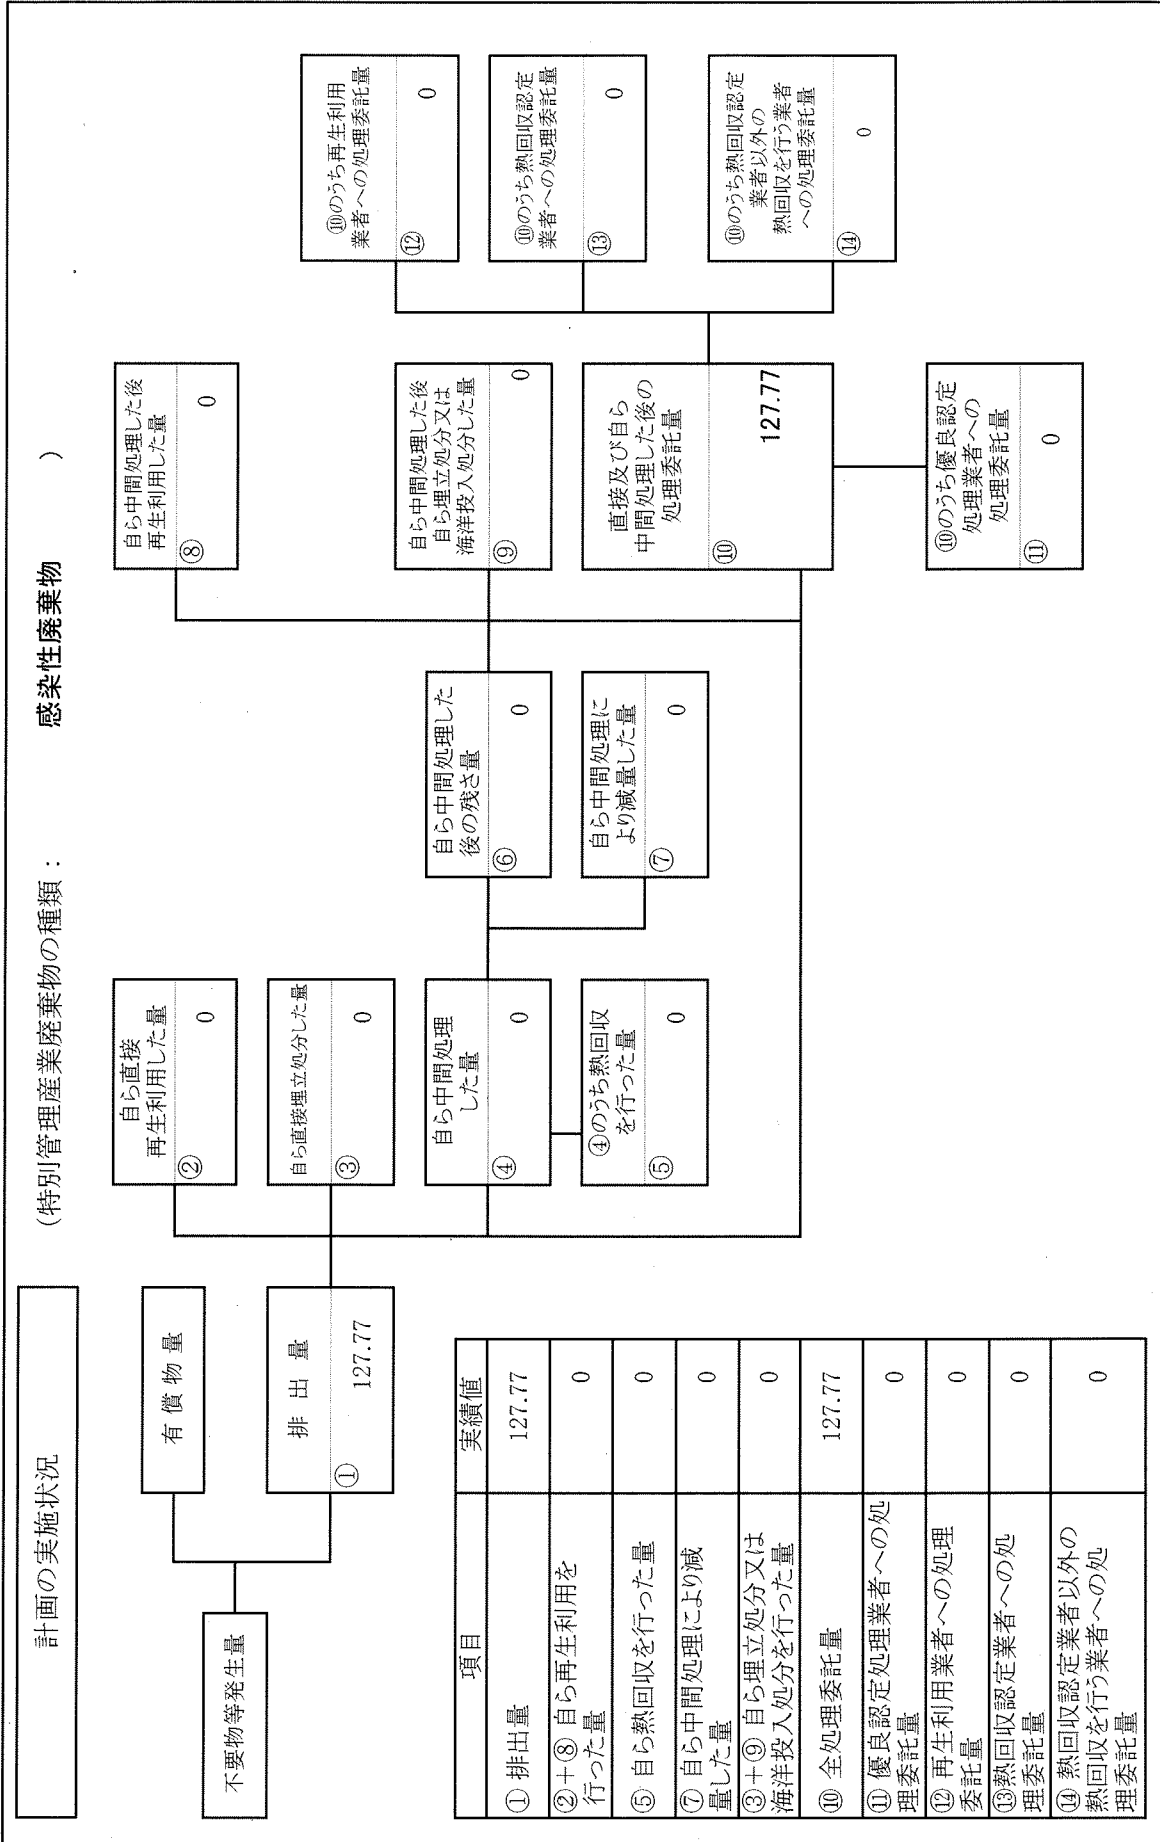 計画の実施状況
(特別管理産業廃棄物の種類： 感染性廃棄物 )
不要物等発生量
有 償 物 量
排 出 量
① 127.77
自ら直接
再生利用した量
② 0
自ら直接埋立処分した量
③ 0
自ら中間処理
した量
④ 0
④のうち熱回収
を行った量
⑤ 0
自ら中間処理した
後の残さ量
⑥ 0
自ら中間処理に
より減量した量
⑦ 0
自ら中間処理した後
再生利用した量
⑧ 0
自ら中間処理した後
自ら埋立処分又は
海洋投入処分した量
⑨ 0
直接及び自ら
中間処理した後の
処理委託量
⑩ 127.77
⑩のうち優良認定
処理業者への
処理委託量
⑪ 0
⑩のうち再生利用
業者への処理委託量
⑫ 0
⑩のうち熱回収認定
業者への処理委託量
⑬ 0
⑩のうち熱回収認定
業者以外の
熱回収を行う業者
への処理委託量
⑭ 0
項目 実績値
① 排出量 127.77
②＋⑧ 自ら再生利用を
行った量 0
⑤ 自ら熱回収を行った量 0
⑦ 自ら中間処理により減
量した量 0
③＋⑨ 自ら埋立処分又は
海洋投入処分を行った量 0
⑩ 全処理委託量 127.77
⑪ 優良認定処理業者への処
理委託量 0
⑫ 再生利用業者への処理
委託量 0
⑬熱回収認定業者への処
理委託量 0
⑭ 熱回収認定業者以外の
熱回収を行う業者への処
理委託量 0